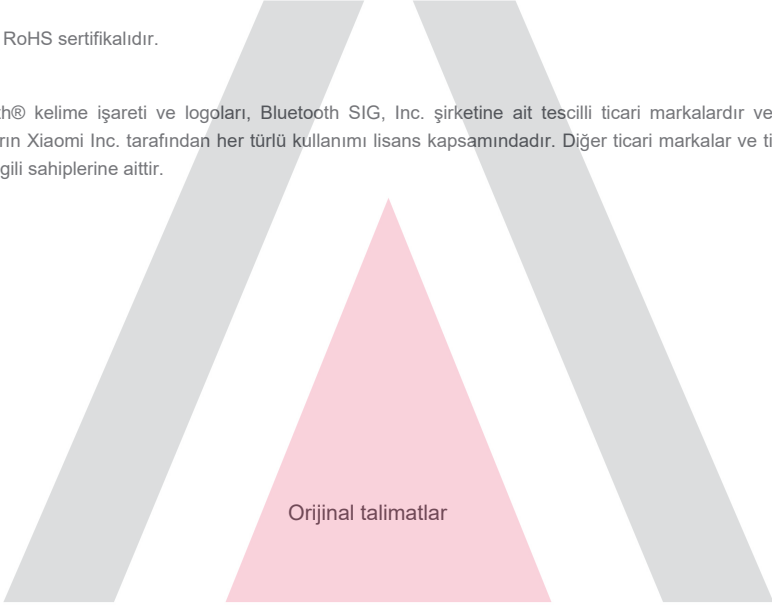 RoHS sertifikalıdır.
th® kelime işareti ve logoları, Bluetooth SIG, Inc. şirketine ait tescilli ticari markalardır ve
rın Xiaomi Inc. tarafından her türlü kullanımı lisans kapsamındadır. Diğer ticari markalar ve ti
gili sahiplerine aittir.
Orijinal talimatlar